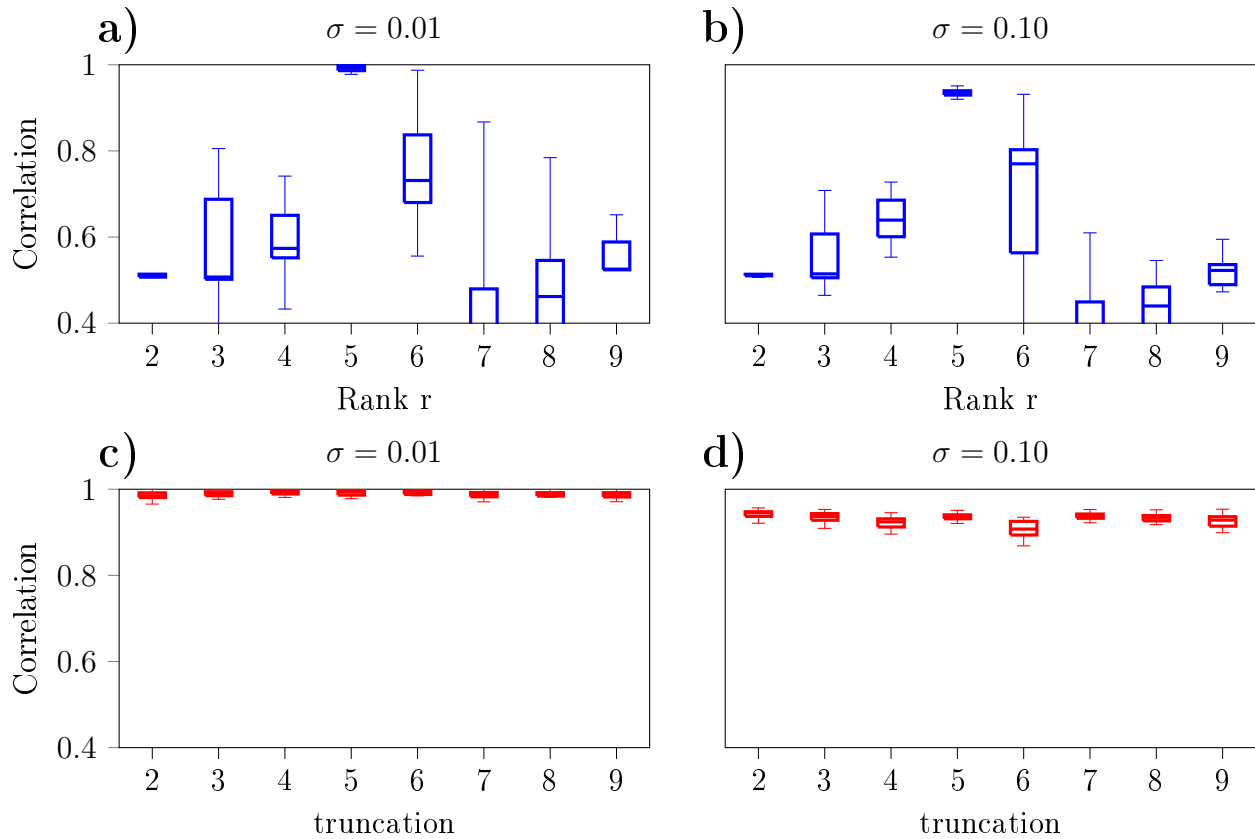 a)
σ = 0.01
b)
σ = 0.10
1
0.8
0.6
0.4
Correlation
2 3 4 5 6 7 8 9
Rank r
2 3 4 5 6 7 8 9
Rank r
c)
σ = 0.01
d)
σ = 0.10
1
0.8
0.6
0.4
Correlation
2 3 4 5 6 7 8 9
truncation
2 3 4 5 6 7 8 9
truncation